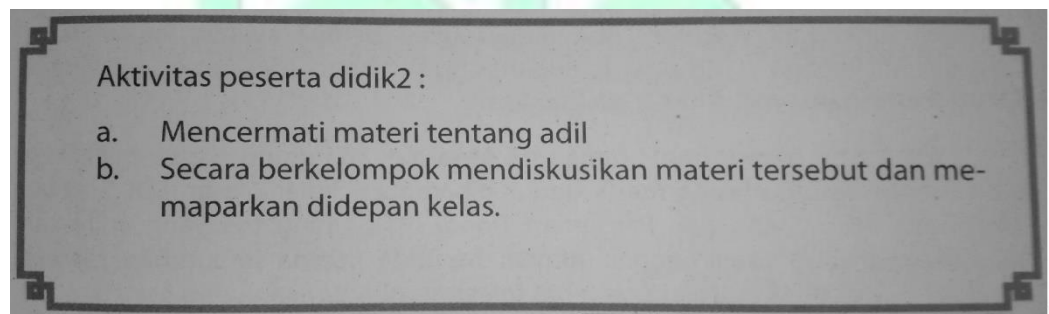 Aktivitas peserta didik2 :
a. Mencermati materi tentang adil
b. Secara berkelompok mendiskusikan materi tersebut dan me-
maparkan didepan kelas.